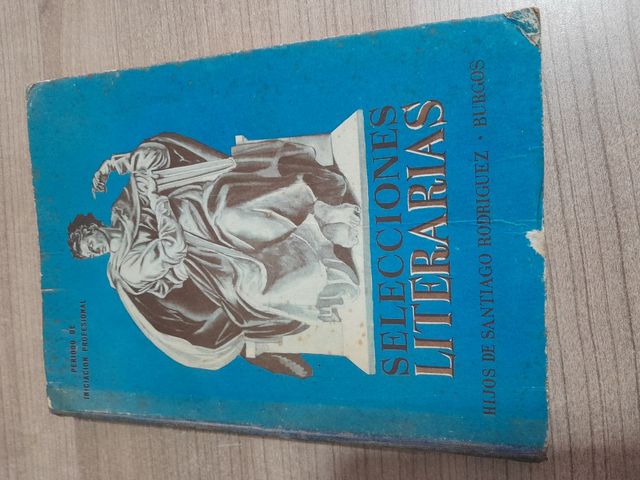 PERIODO DE
INICIACION PROFESIONAL
SELECCIONES
LITERARIAS
HIJOS DE SANTIAGO RODRIGUEZ · BURGOS